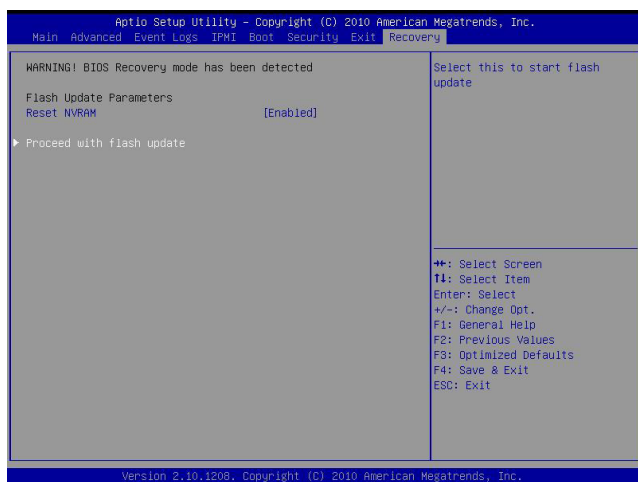 Aptio Setup Utility - Copyright (C) 2010 American Megatrends, Inc.
Main Advanced Event Logs IPMI Boot Security Exit Recovery
WARNING! BIOS Recovery mode has been detected
Flash Update Parameters
Reset NVRAM [Enabled]
Proceed with flash update
Select this to start flash
update
→←: Select Screen
↑↓: Select Item
Enter: Select
+/-: Change Opt.
F1: General Help
F2: Previous Values
F3: Optimized Defaults
F4: Save & Exit
ESC: Exit
Version 2.10.1208. Copyright (C) 2010 American Megatrends, Inc.